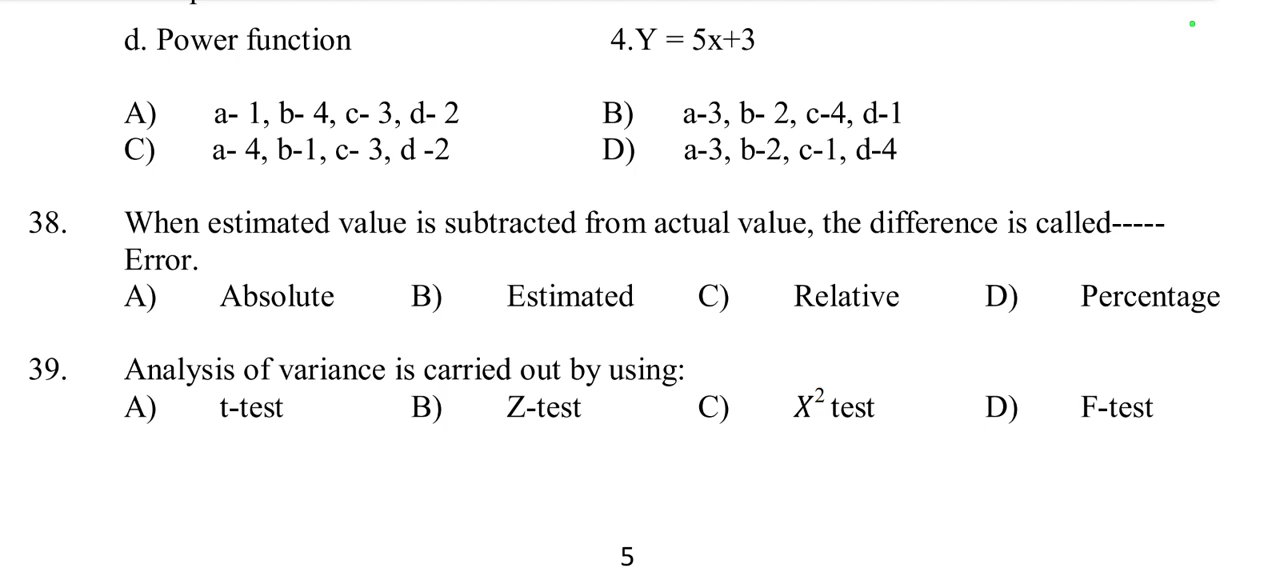 d. Power function 4.Y = 5x+3
A) a- 1, b- 4, c- 3, d- 2 B) a-3, b- 2, c-4, d-1
C) a- 4, b-1, c- 3, d -2 D) a-3, b-2, c-1, d-4
38. When estimated value is subtracted from actual value, the difference is called-----
Error.
A) Absolute B) Estimated C) Relative D) Percentage
39. Analysis of variance is carried out by using:
A) t-test B) Z-test C) X² test D) F-test
5